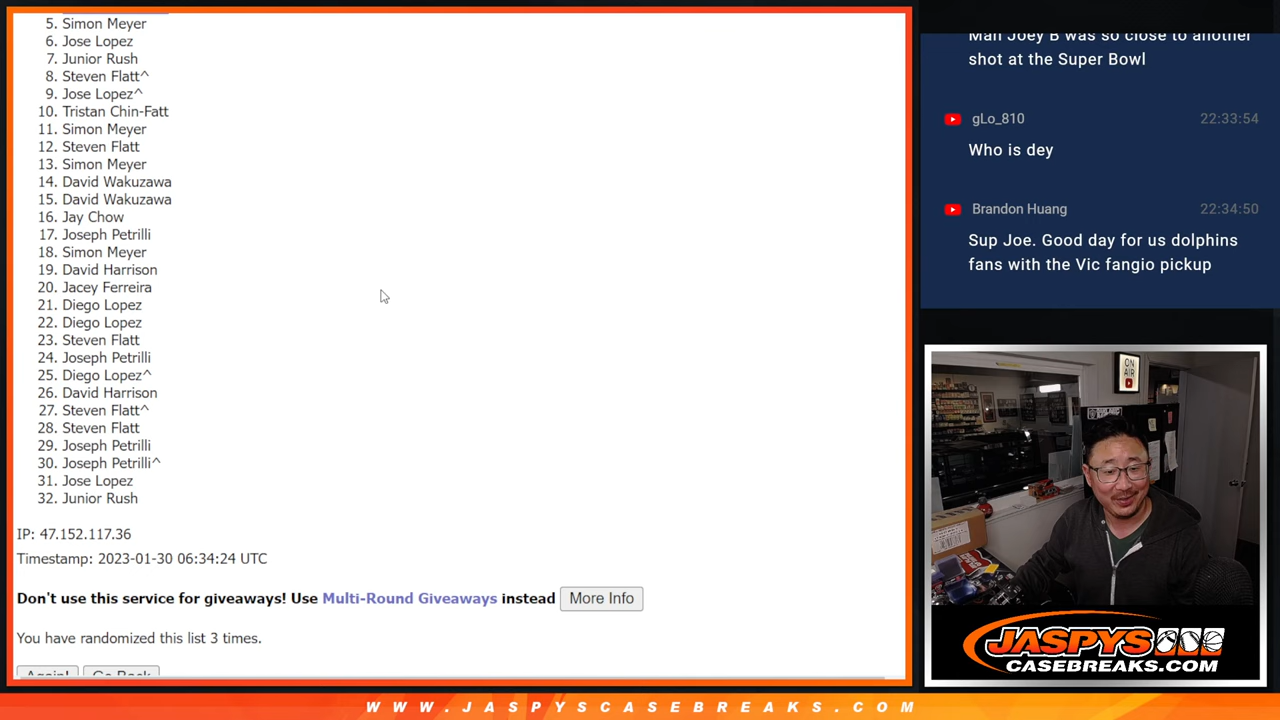 5. Simon Meyer
6. Jose Lopez
7. Junior Rush
8. Steven Flatt^
9. Jose Lopez^
10. Tristan Chin-Fatt
11. Simon Meyer
12. Steven Flatt
13. Simon Meyer
14. David Wakuzawa
15. David Wakuzawa
16. Jay Chow
17. Joseph Petrilli
18. Simon Meyer
19. David Harrison
20. Jacey Ferreira
21. Diego Lopez
22. Diego Lopez
23. Steven Flatt
24. Joseph Petrilli
25. Diego Lopez^
26. David Harrison
27. Steven Flatt^
28. Steven Flatt
29. Joseph Petrilli
30. Joseph Petrilli^
31. Jose Lopez
32. Junior Rush
IP: 47.152.117.36
Timestamp: 2023-01-30 06:34:24 UTC
Don't use this service for giveaways! Use Multi-Round Giveaways instead More Info
You have randomized this list 3 times.
Again! Go Back
Man Joey B was so close to another
shot at the Super Bowl
gLo_810 22:33:54
Who is dey
Brandon Huang 22:34:50
Sup Joe. Good day for us dolphins
fans with the Vic fangio pickup
ON
AIR
JASPYS
CASEBREAKS.COM
WWW.JASPYSCASEBREAKS.COM